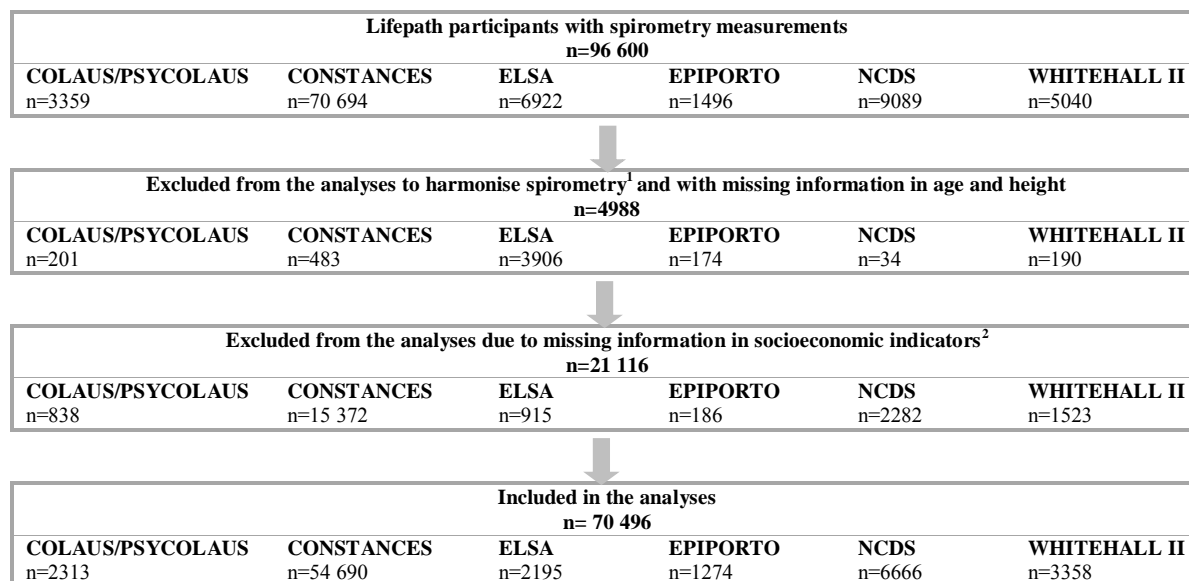 Lifepath participants with spirometry measurements
n=96 600
COLAUS/PSYCOLAUS CONSTANCES ELSA EPIPORTO NCDS WHITEHALL II
n=3359 n=70 694 n=6922 n=1496 n=9089 n=5040
Excluded from the analyses to harmonise spirometry¹ and with missing information in age and height
n=4988
COLAUS/PSYCOLAUS CONSTANCES ELSA EPIPORTO NCDS WHITEHALL II
n=201 n=483 n=3906 n=174 n=34 n=190
Excluded from the analyses due to missing information in socioeconomic indicators²
n=21 116
COLAUS/PSYCOLAUS CONSTANCES ELSA EPIPORTO NCDS WHITEHALL II
n=838 n=15 372 n=915 n=186 n=2282 n=1523
Included in the analyses
n= 70 496
COLAUS/PSYCOLAUS CONSTANCES ELSA EPIPORTO NCDS WHITEHALL II
n=2313 n=54 690 n=2195 n=1274 n=6666 n=3358